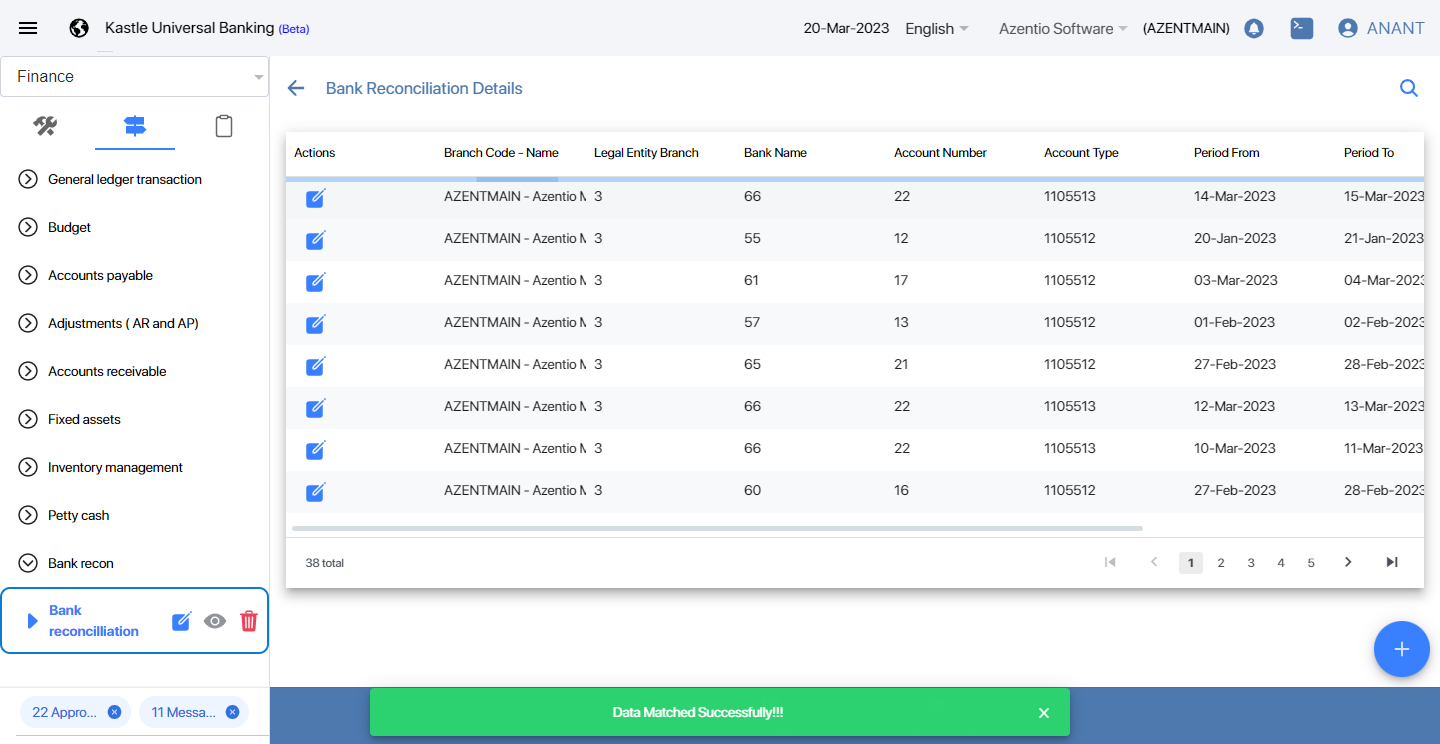 Kastle Universal Banking (Beta)
20-Mar-2023 English Azentio Software (AZENTMAIN) ANANT
Finance
General ledger transaction
Budget
Accounts payable
Adjustments ( AR and AP)
Accounts receivable
Fixed assets
Inventory management
Petty cash
Bank recon
Bank
reconcilliation
22 Appro... 11 Messa...
Bank Reconciliation Details
Actions Branch Code - Name Legal Entity Branch Bank Name Account Number Account Type Period From Period To
AZENTMAIN - Azentio M 3 66 22 1105513 14-Mar-2023 15-Mar-2023
AZENTMAIN - Azentio M 3 55 12 1105512 20-Jan-2023 21-Jan-2023
AZENTMAIN - Azentio M 3 61 17 1105512 03-Mar-2023 04-Mar-2023
AZENTMAIN - Azentio M 3 57 13 1105512 01-Feb-2023 02-Feb-2023
AZENTMAIN - Azentio M 3 65 21 1105512 27-Feb-2023 28-Feb-2023
AZENTMAIN - Azentio M 3 66 22 1105513 12-Mar-2023 13-Mar-2023
AZENTMAIN - Azentio M 3 66 22 1105513 10-Mar-2023 11-Mar-2023
AZENTMAIN - Azentio M 3 60 16 1105512 27-Feb-2023 28-Feb-2023
38 total 1 2 3 4 5
Data Matched Successfully!!!